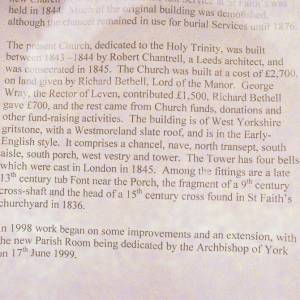 new Church Service in St Faith's was
held in 1844. Much of the original building was demolished,
although the chancel remained in use for burial Services until 1876.
The present Church, dedicated to the Holy Trinity, was built
between 1843 -1844 by Robert Chantrell, a Leeds architect, and
was consecrated in 1845. The Church was built at a cost of £2,700,
on land given by Richard Bethell, Lord of the Manor. George
Wray, the Rector of Leven, contributed £1,500, Richard Bethell
gave £700, and the rest came from Church funds, donations and
other fund-raising activities. The building is of West Yorkshire
gritstone, with a Westmoreland slate roof, and is in the Early-
English style. It comprises a chancel, nave, north transept, south
aisle, south porch, west vestry and tower. The Tower has four bells
which were cast in London in 1845. Among the fittings are a late
13th century tub Font near the Porch, the fragment of a 9th century
cross-shaft and the head of a 15th century cross found in St Faith's
churchyard in 1836.
In 1998 work began on some improvements and an extension, with
the new Parish Room being dedicated by the Archbishop of York
on 17th June 1999.